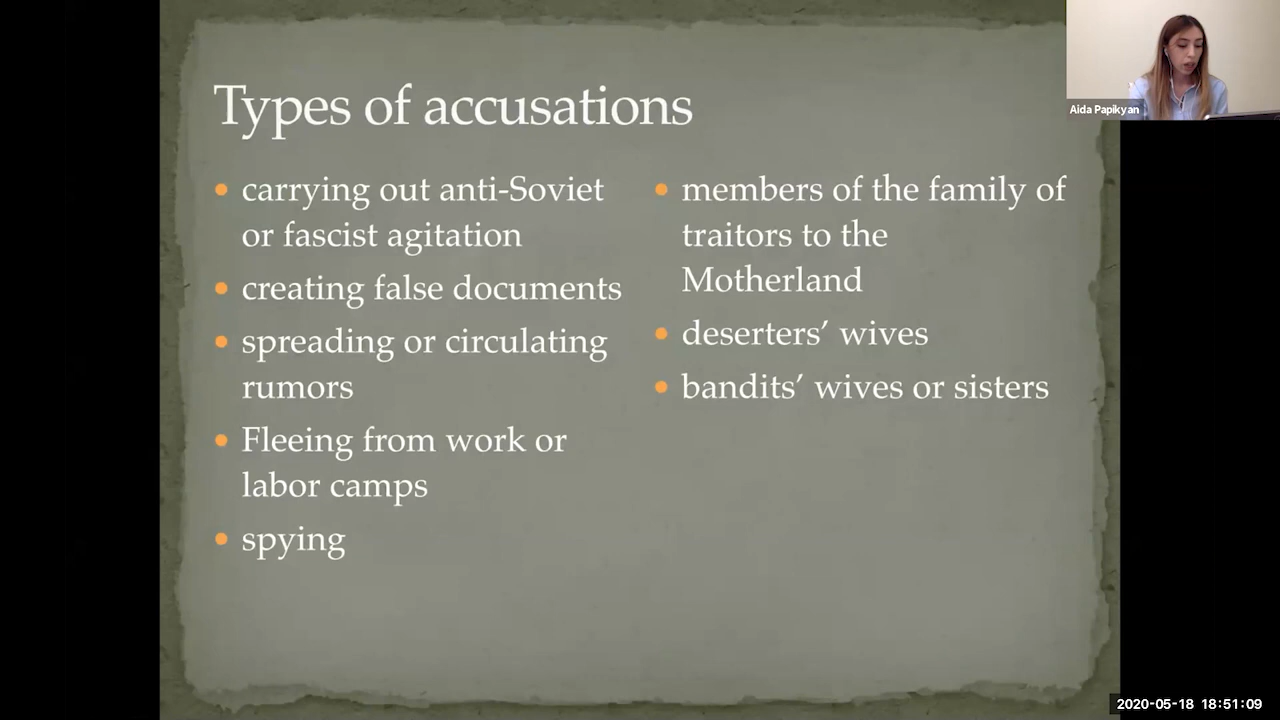 Types of accusations
carrying out anti-Soviet
or fascist agitation
creating false documents
spreading or circulating
rumors
Fleeing from work or
labor camps
spying
members of the family of
traitors to the
Motherland
deserters’ wives
bandits’ wives or sisters
Aida Papikyan
2020-05-18 18:51:09